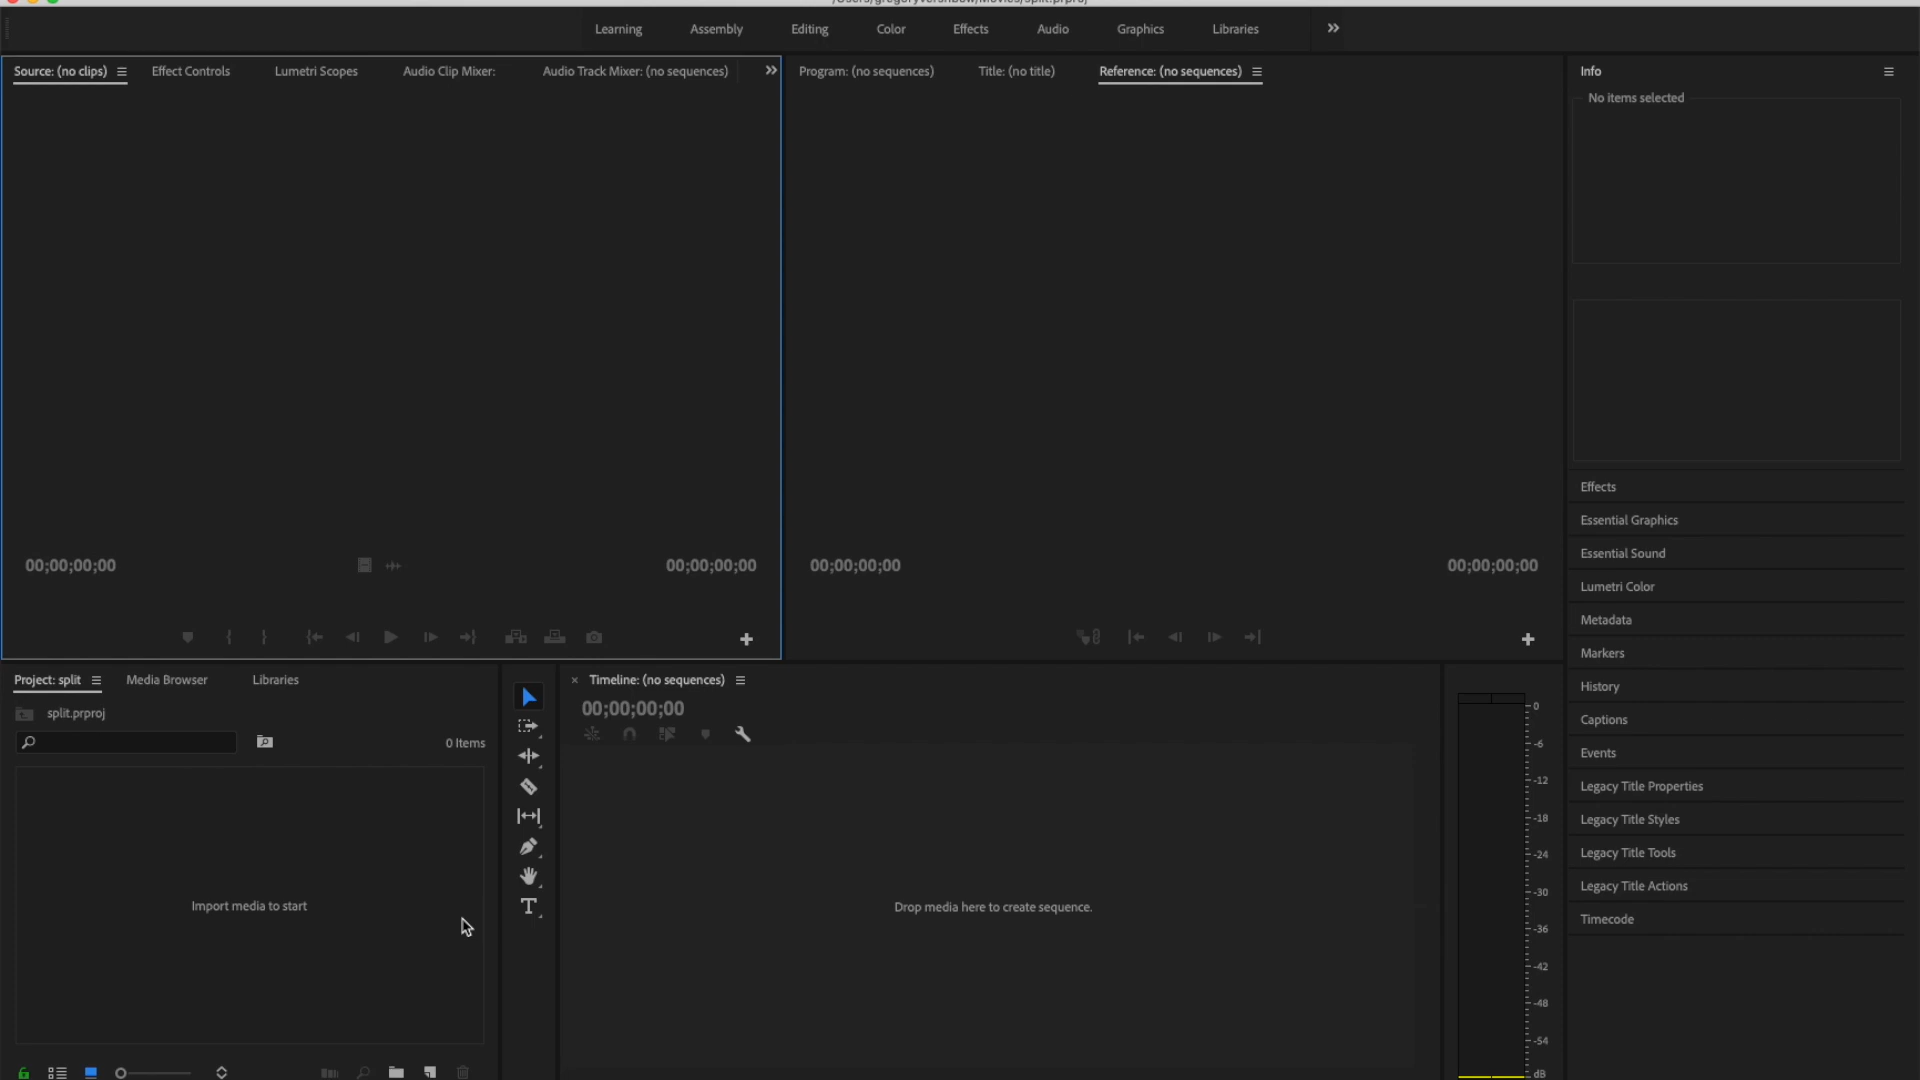 /Users/gregoryvershbow/Movies/split.prproj
Learning Assembly Editing Color Effects Audio Graphics Libraries
Source: (no clips) Effect Controls Lumetri Scopes Audio Clip Mixer: Audio Track Mixer: (no sequences)
Program: (no sequences) Title: (no title) Reference: (no sequences)
Info
No items selected
00;00;00;00 00;00;00;00
00;00;00;00 00;00;00;00
Effects
Essential Graphics
Essential Sound
Lumetri Color
Metadata
Markers
History
Captions
Events
Legacy Title Properties
Legacy Title Styles
Legacy Title Tools
Legacy Title Actions
Timecode
Project: split Media Browser Libraries
split.prproj
0 Items
Import media to start
T
× Timeline: (no sequences)
00;00;00;00
Drop media here to create sequence.
0
-6
-12
-18
-24
-30
-36
-42
-48
-54
dB